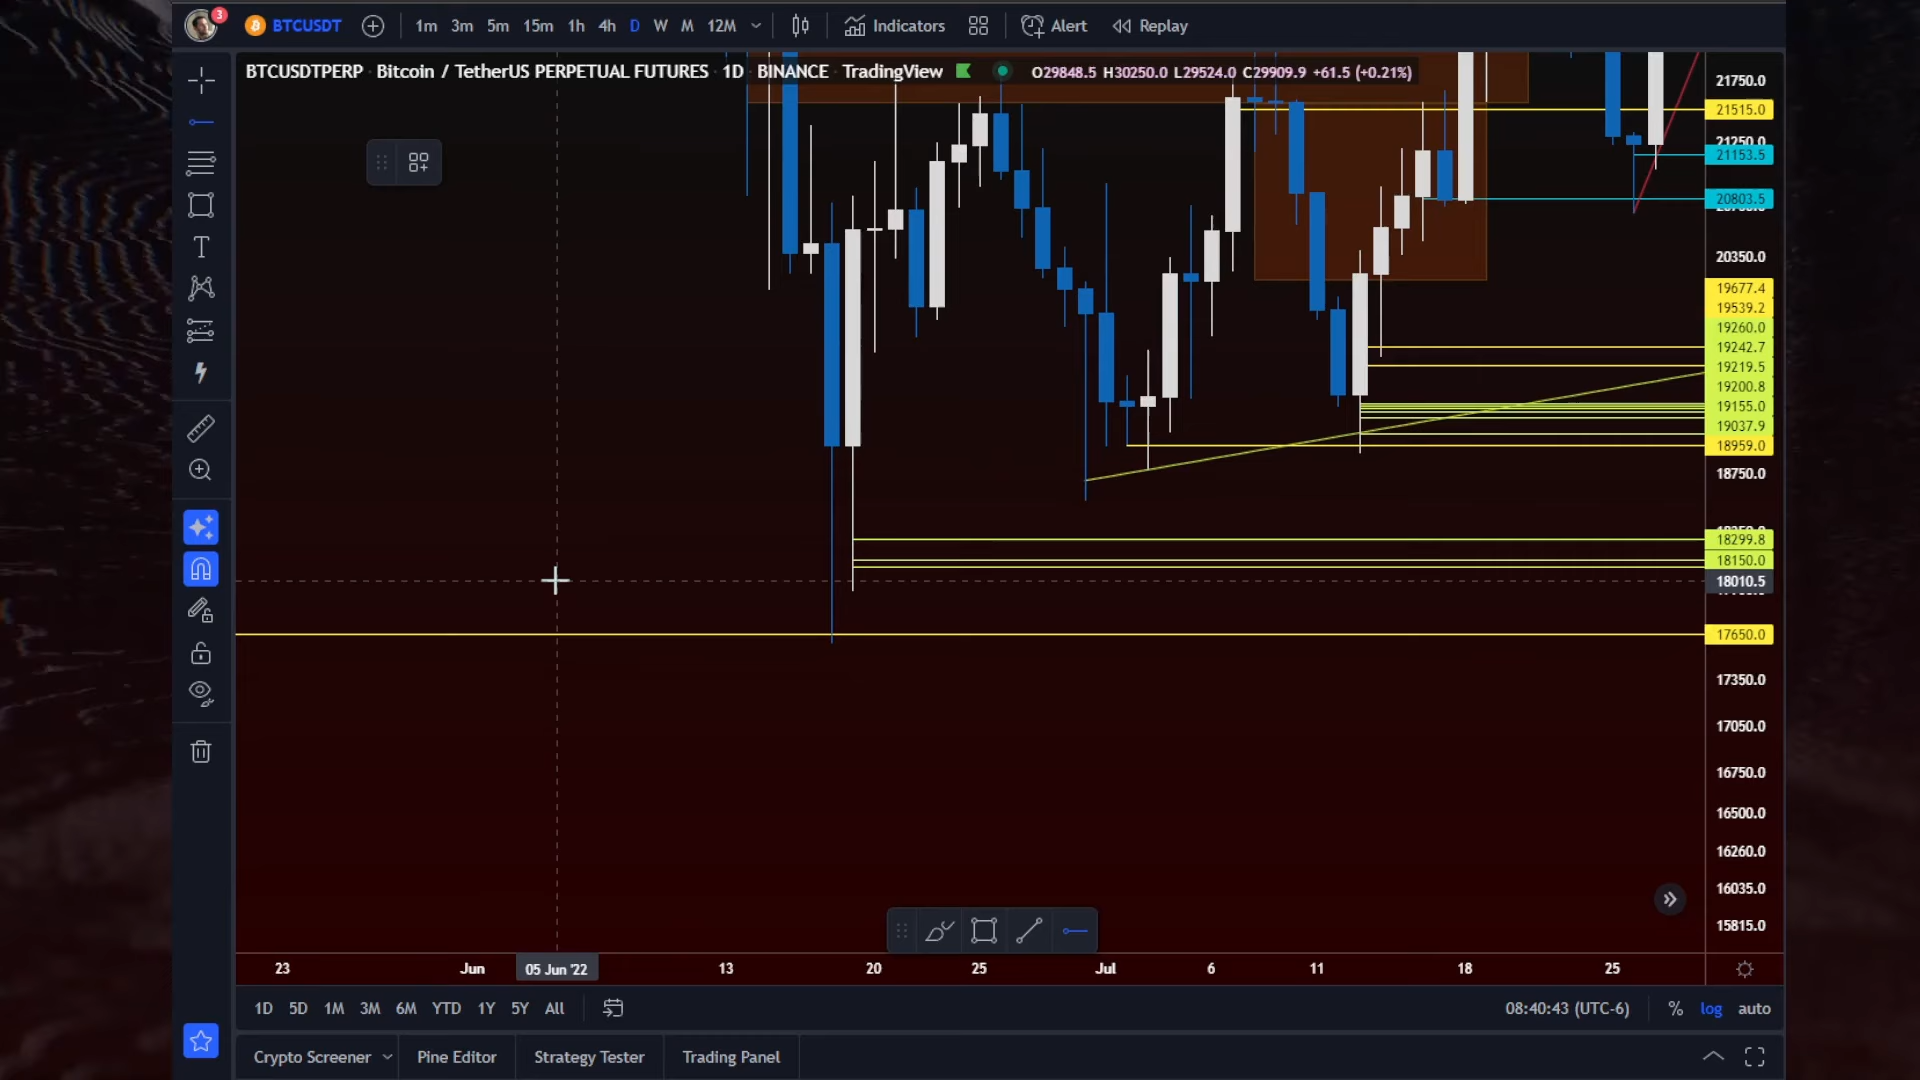 3
BTCUSDT
1m 3m 5m 15m 1h 4h D W M 12M
Indicators
Alert
Replay
BTCUSDTPERP · Bitcoin / TetherUS PERPETUAL FUTURES · 1D · BINANCE · TradingView
O29848.5 H30250.0 L29524.0 C29909.9 +61.5 (+0.21%)
21750.0
21515.0
21250.0
21153.5
20803.5
20350.0
19677.4
19539.2
19260.0
19242.7
19219.5
19200.8
19155.0
19037.9
18959.0
18750.0
18299.8
18150.0
18010.5
17650.0
17350.0
17050.0
16750.0
16500.0
16260.0
16035.0
15815.0
23 Jun 05 Jun '22 13 20 25 Jul 6 11 18 25
1D 5D 1M 3M 6M YTD 1Y 5Y All
08:40:43 (UTC-6) % log auto
Crypto Screener
Pine Editor
Strategy Tester
Trading Panel